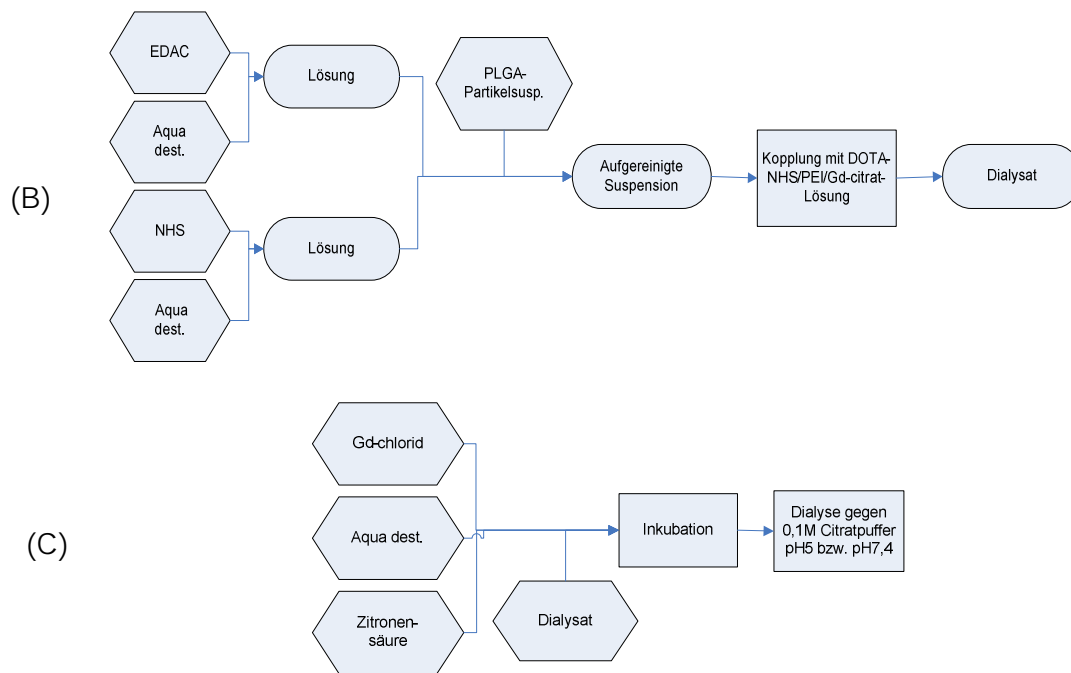 (B)
EDAC
Aqua
dest.
NHS
Aqua
dest.
Lösung
Lösung
PLGA-
Partikelsusp.
Aufgereinigte
Suspension
Kopplung mit DOTA-
NHS/PEI/Gd-citrat-
Lösung
Dialysat
(C)
Gd-chlorid
Aqua dest.
Zitronen-
säure
Dialysat
Inkubation
Dialyse gegen
0,1M Citratpuffer
pH5 bzw. pH7,4